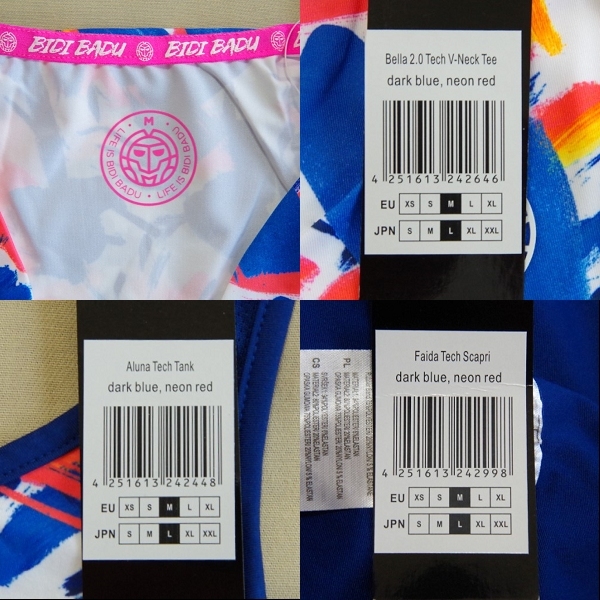 BIDI BADU BIDI BADU
M
LIFE IS BIDI BADU • LIFE IS BIDI BADU •
Bella 2.0 Tech V-Neck Tee
dark blue, neon red
4 251613 242646
EU XS S M L XL
JPN S M L XL XXL
Aluna Tech Tank
dark blue, neon red
4 251613 242448
EU XS S M L XL
JPN S M L XL XXL
PL
CS
Faida Tech Scapri
dark blue, neon red
4 251613 242998
EU XS S M L XL
JPN S M L XL XXL